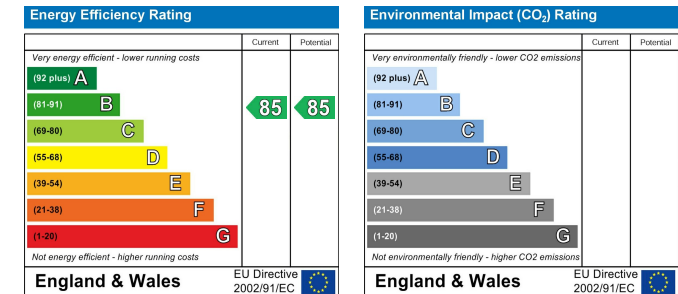 Energy Efficiency Rating
Current Potential
Very energy efficient - lower running costs
(92 plus) A
(81-91) B 85 85
(69-80) C
(55-68) D
(39-54) E
(21-38) F
(1-20) G
Not energy efficient - higher running costs
England & Wales EU Directive 2002/91/EC
Environmental Impact (CO₂) Rating
Current Potential
Very environmentally friendly - lower CO2 emissions
(92 plus) A
(81-91) B
(69-80) C
(55-68) D
(39-54) E
(21-38) F
(1-20) G
Not environmentally friendly - higher CO2 emissions
England & Wales EU Directive 2002/91/EC